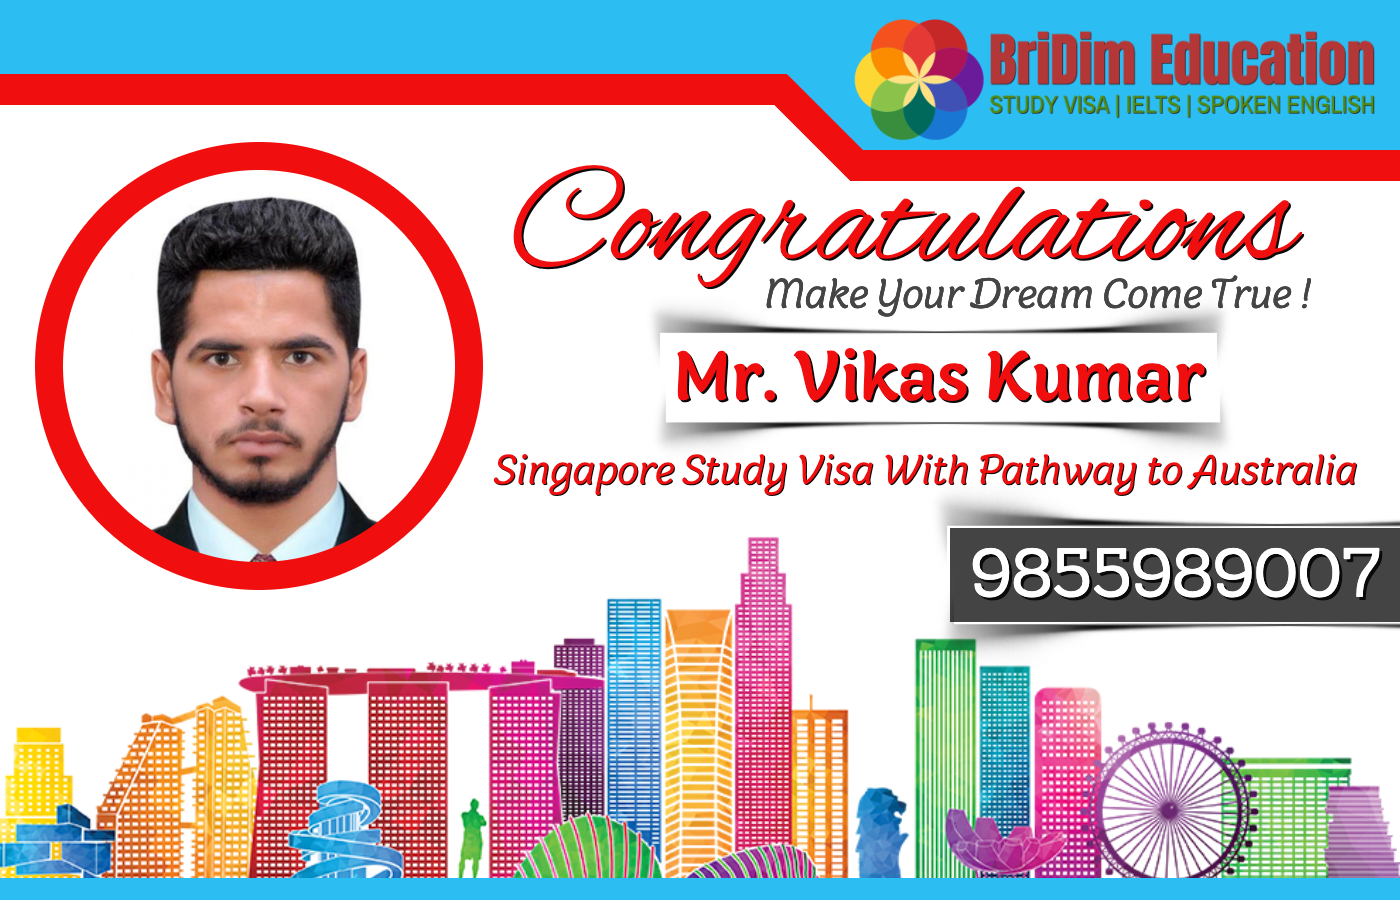 BriDim Education
STUDY VISA | IELTS | SPOKEN ENGLISH
Congratulations
Make Your Dream Come True !
Mr. Vikas Kumar
Singapore Study Visa With Pathway to Australia
9855989007